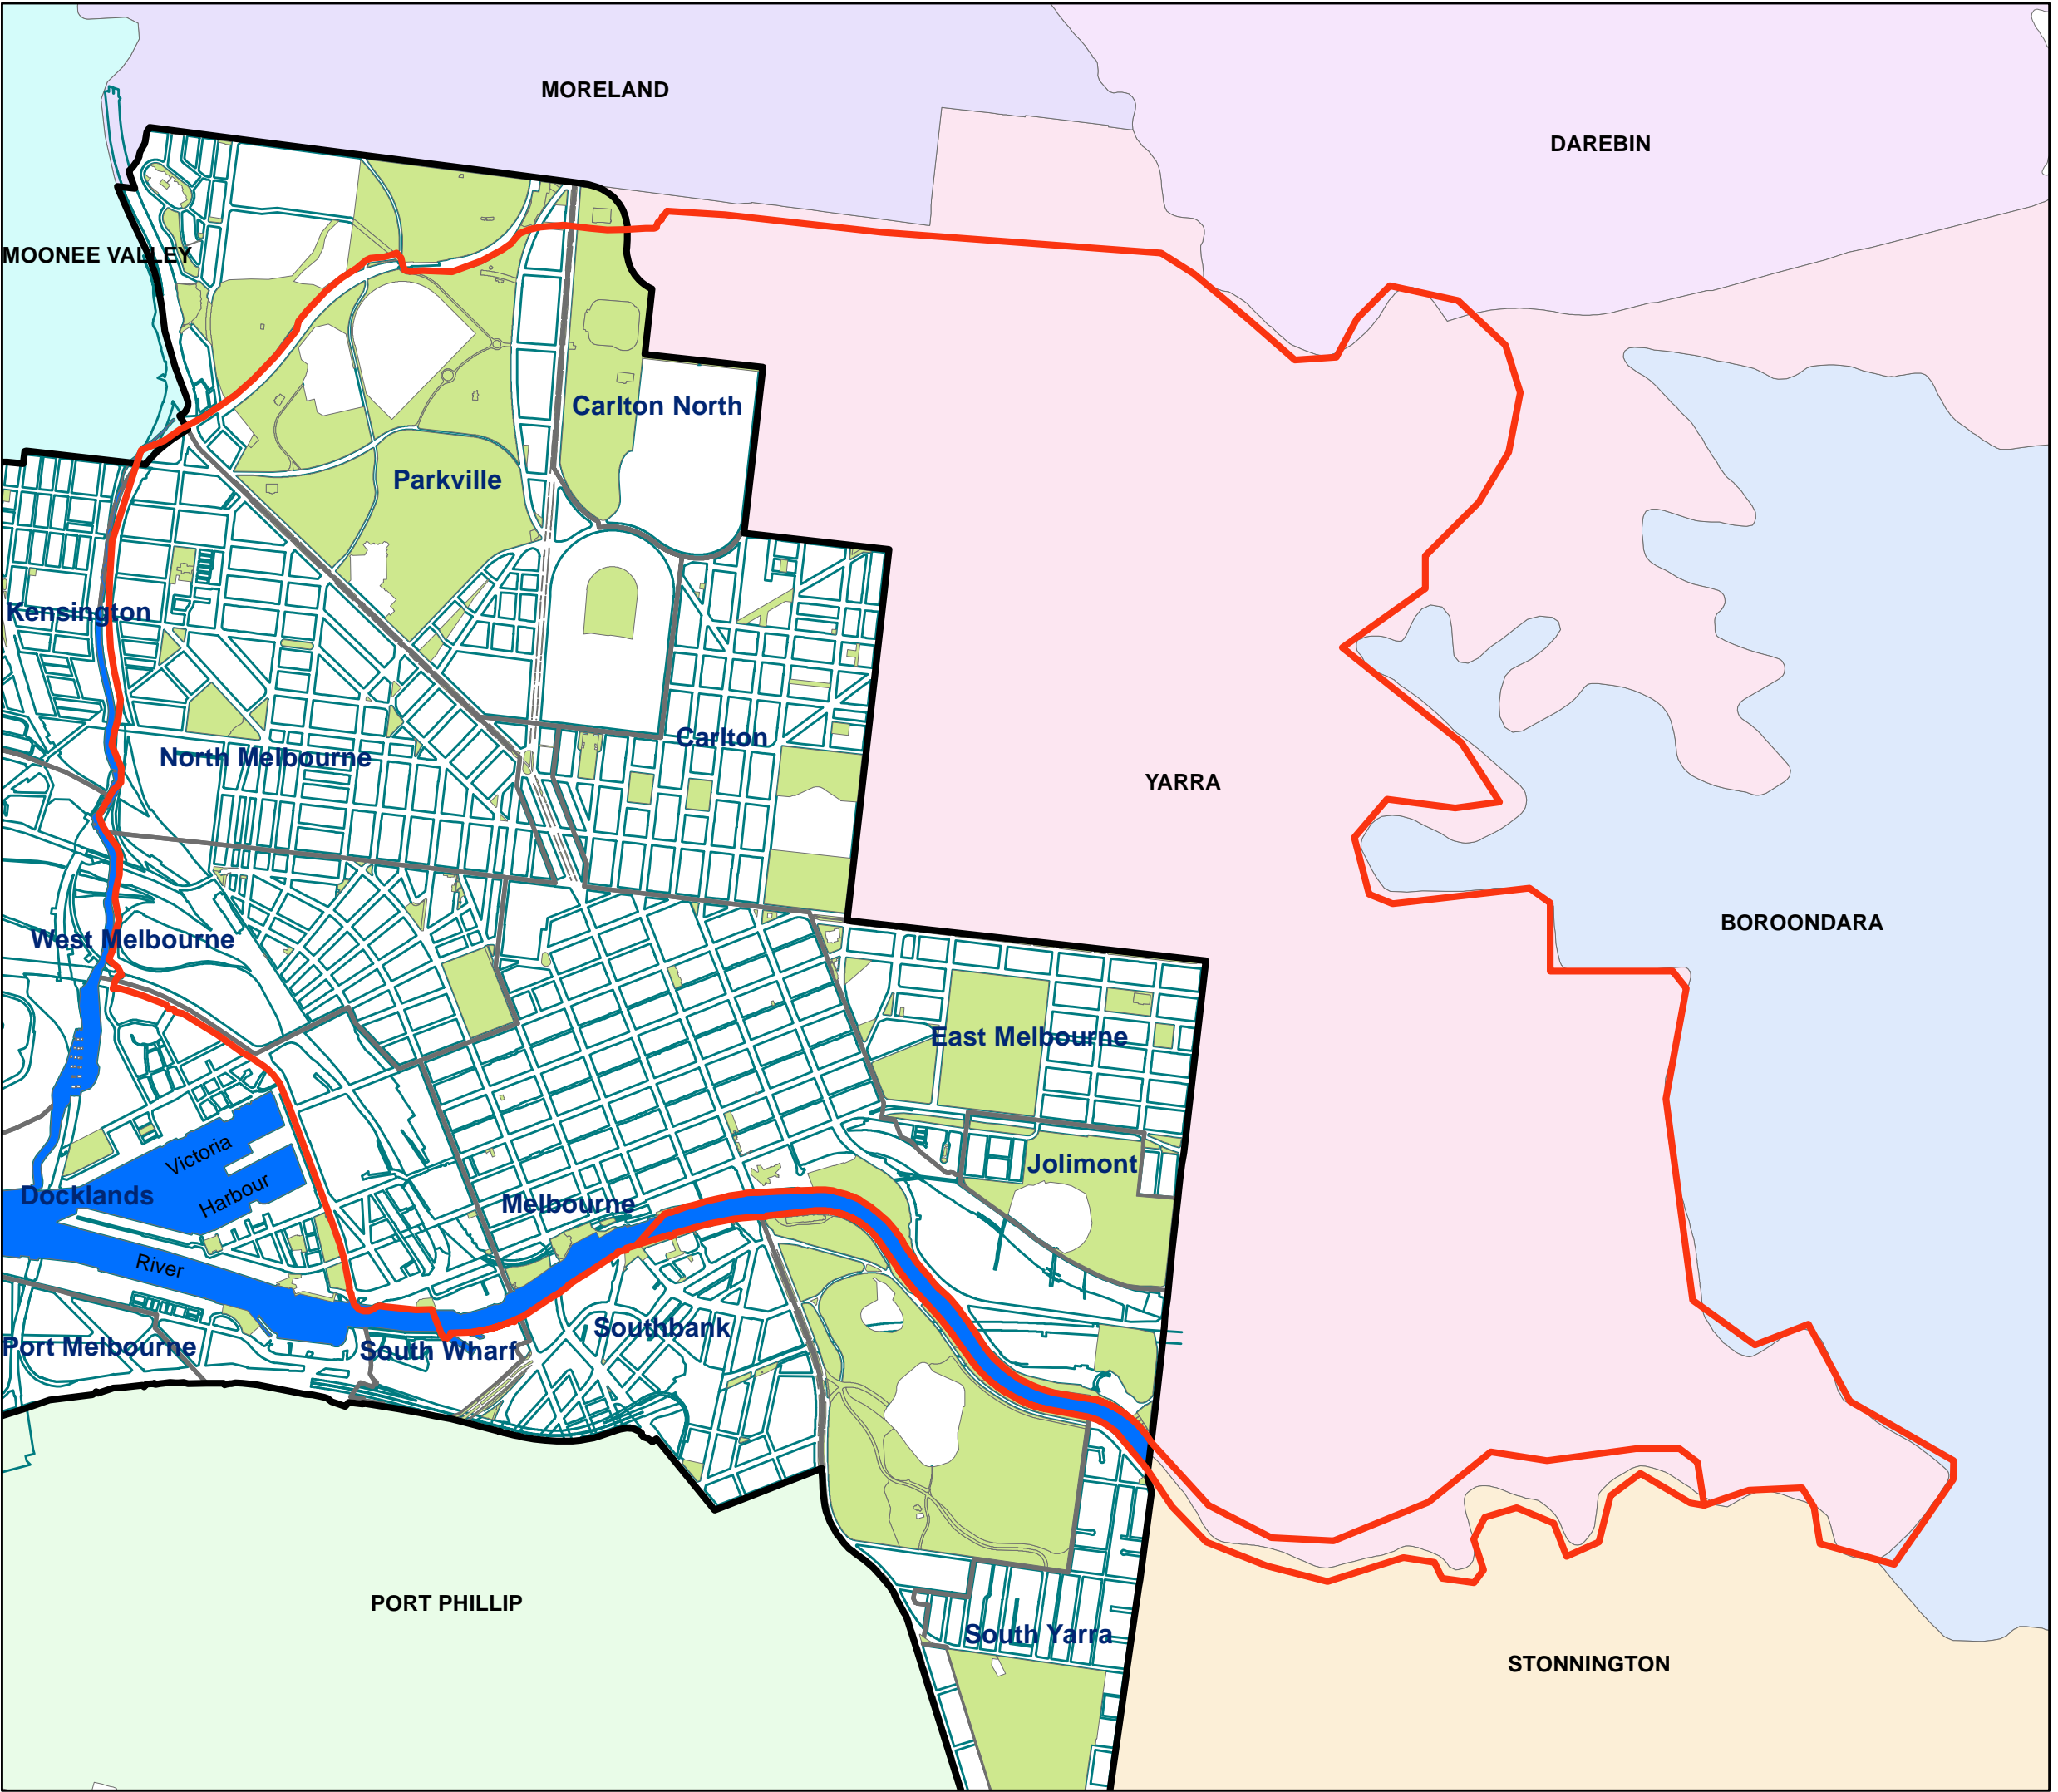 MORELAND
DAREBIN
MOONEE VALLEY
Carlton North
Parkville
Kensington
Carlton
North Melbourne
YARRA
BOROONDARA
West Melbourne
East Melbourne
Victoria
Jolimont
Harbour
Docklands
Melbourne
River
Southbank
Port Melbourne
South Wharf
PORT PHILLIP
South Yarra
STONNINGTON